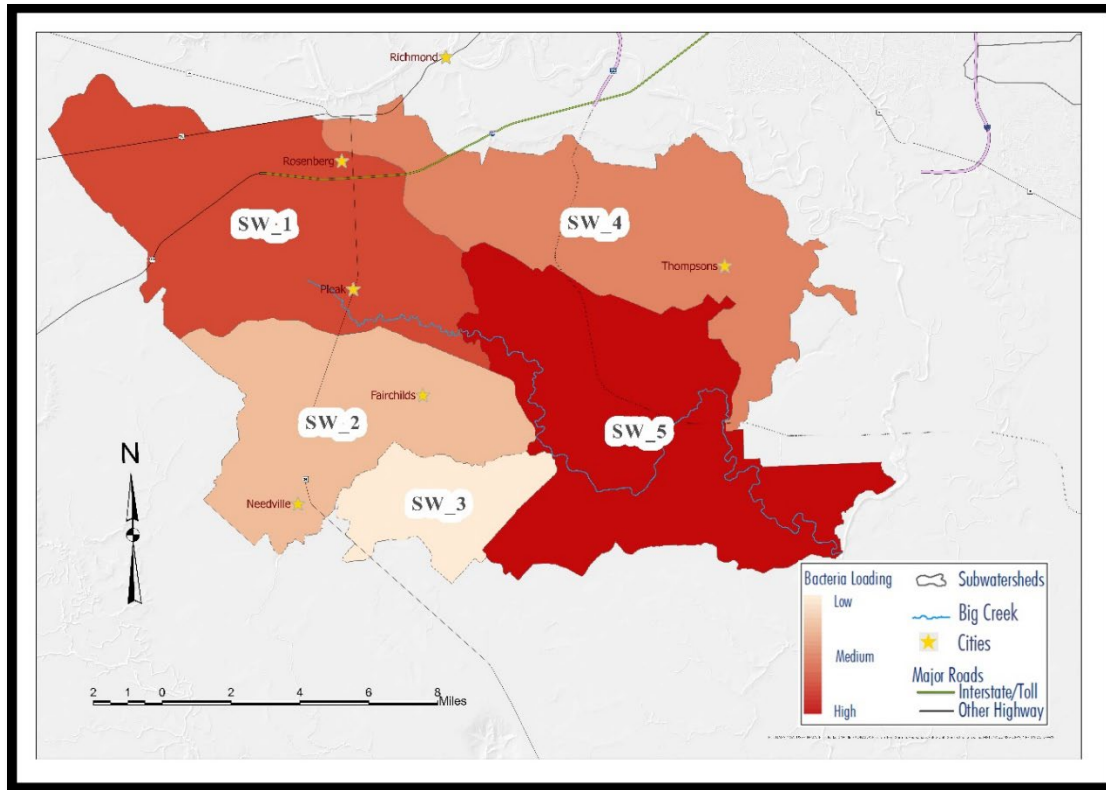 Richmond
Rosenberg
SW_1
SW_4
Thompsons
Pleak
Fairchilds
SW_2
SW_5
Needville
SW_3
N
2 1 0 2 4 6 8
Miles
Bacteria Loading
Low
Medium
High
Subwatersheds
Big Creek
Cities
Major Roads
Interstate/Toll
Other Highway